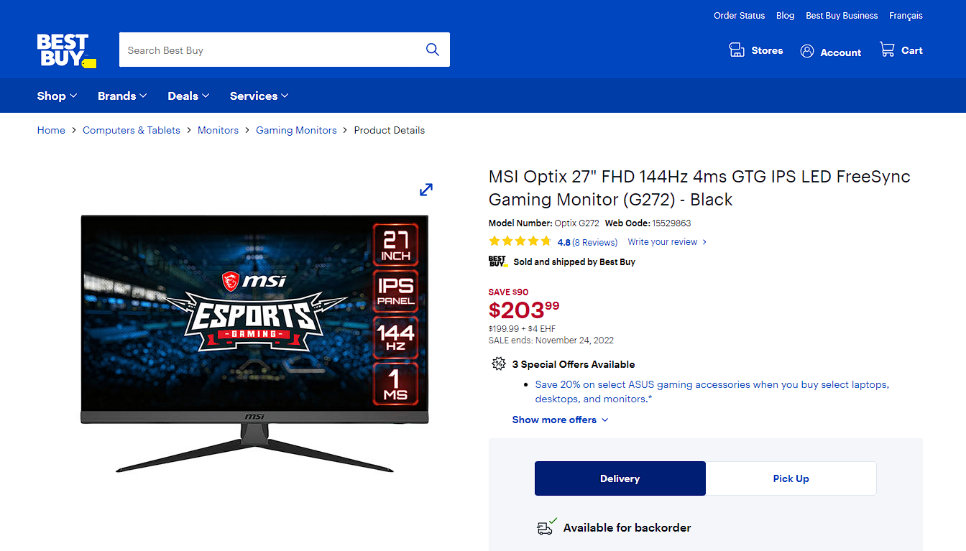 Order Status Blog Best Buy Business Français
BEST BUY
Search Best Buy
Stores Account Cart
Shop Brands Deals Services
Home > Computers & Tablets > Monitors > Gaming Monitors > Product Details
MSI Optix 27" FHD 144Hz 4ms GTG IPS LED FreeSync
Gaming Monitor (G272) - Black
Model Number: Optix G272 Web Code: 15529863
4.8 (8 Reviews) Write your review
BEST BUY Sold and shipped by Best Buy
SAVE $90
$20399
$199.99 + $4 EHF
SALE ends: November 24, 2022
3 Special Offers Available
• Save 20% on select ASUS gaming accessories when you buy select laptops,
desktops, and monitors.*
Show more offers
Delivery Pick Up
Available for backorder
27
INCH
IPS
PANEL
144
HZ
1
MS
msi
ESPORTS
-GAMING-
msi